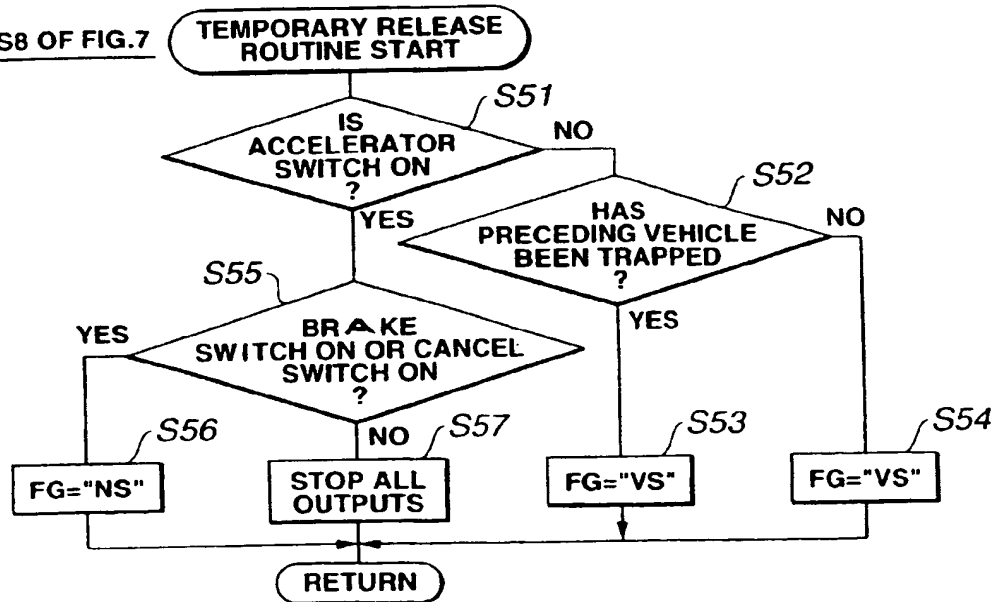 S8 OF FIG.7
TEMPORARY RELEASE
ROUTINE START
S51
IS
ACCELERATOR
SWITCH ON
?
NO
YES
S52
HAS
PRECEDING VEHICLE
BEEN TRAPPED
?
NO
YES
S55
YES
BRAKE
SWITCH ON OR CANCEL
SWITCH ON
?
NO
S56
FG="NS"
S57
STOP ALL
OUTPUTS
S53
FG="VS"
S54
FG="VS"
RETURN